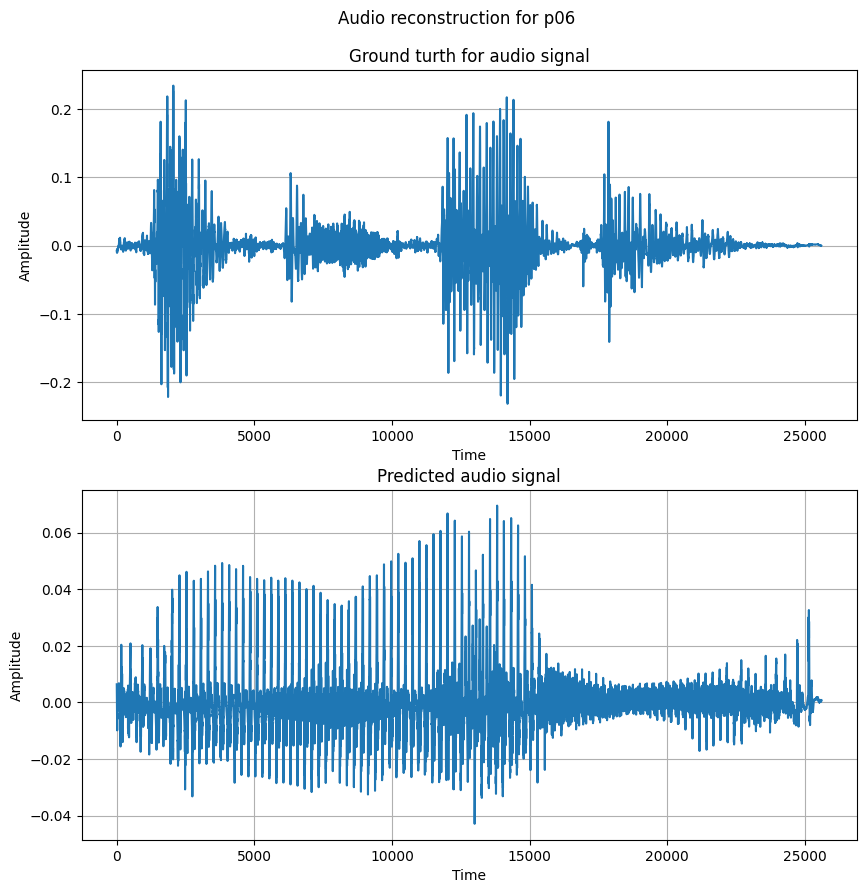 Audio reconstruction for p06
Ground turth for audio signal
0.2
0.1
0.0
−0.1
−0.2
Amplitude
0 5000 10000 15000 20000 25000
Time
Predicted audio signal
0.06
0.04
0.02
0.00
−0.02
−0.04
Amplitude
0 5000 10000 15000 20000 25000
Time